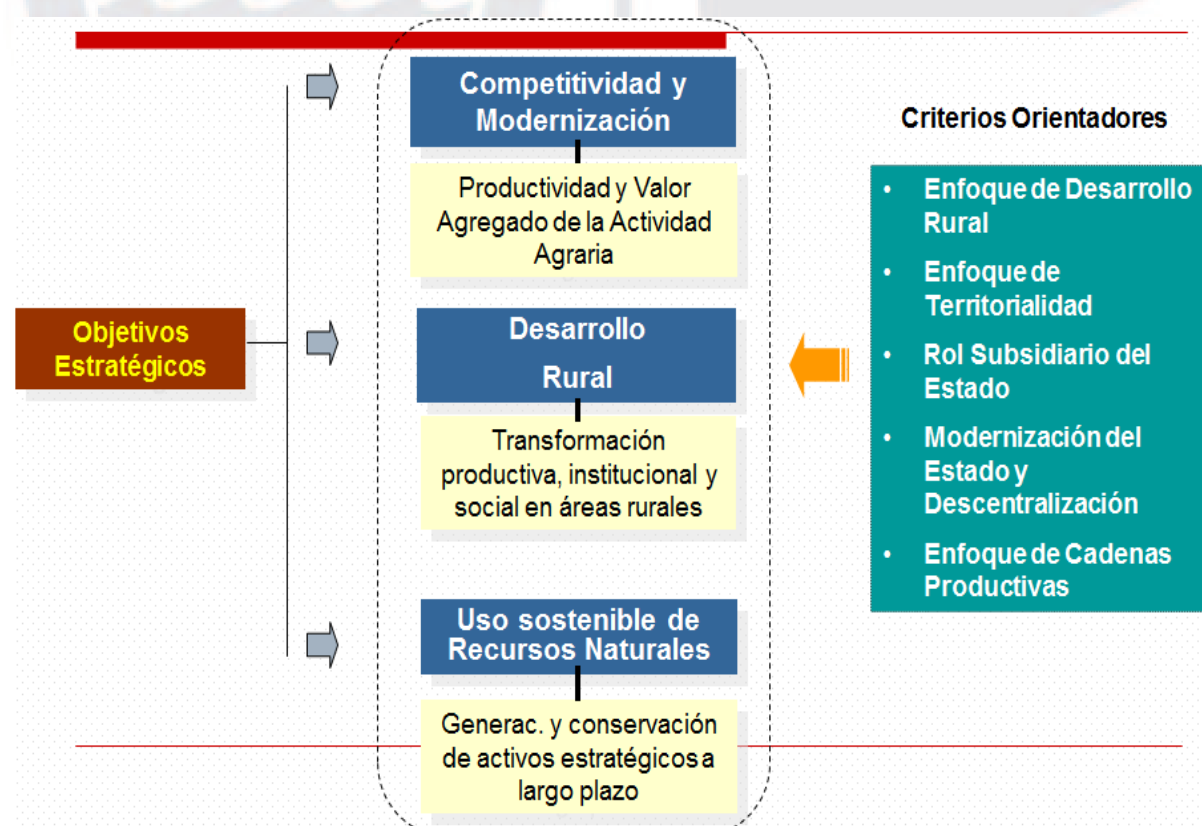 Competitividad y
Modernización
Productividad y Valor
Agregado de la Actividad
Agraria
Objetivos
Estratégicos
Desarrollo
Rural
Transformación
productiva, institucional y
social en áreas rurales
Uso sostenible de
Recursos Naturales
Generac. y conservación
de activos estratégicos a
largo plazo
Criterios Orientadores
• Enfoque de Desarrollo
Rural
• Enfoque de
Territorialidad
• Rol Subsidiario del
Estado
• Modernización del
Estado y
Descentralización
• Enfoque de Cadenas
Productivas